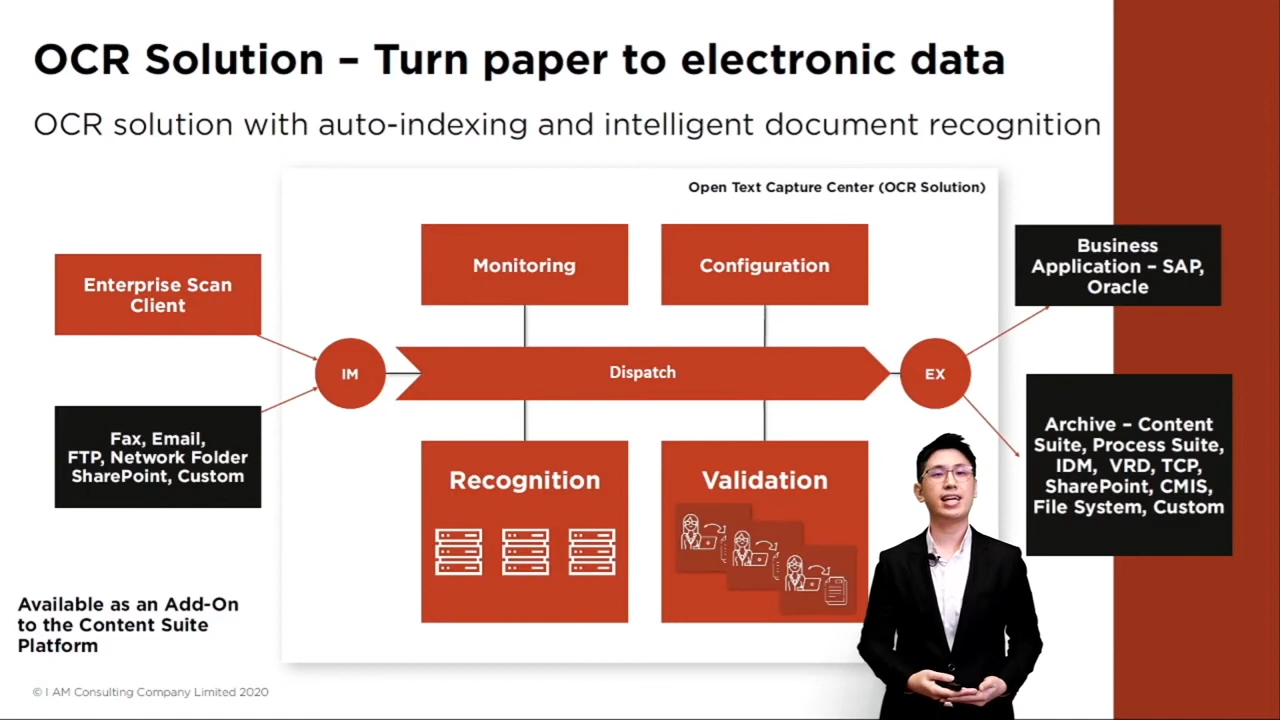 OCR Solution – Turn paper to electronic data
OCR solution with auto-indexing and intelligent document recognition
Open Text Capture Center (OCR Solution)
Enterprise Scan
Client
Fax, Email,
FTP, Network Folder
SharePoint, Custom
IM
Monitoring
Configuration
Dispatch
Recognition
Validation
EX
Business
Application – SAP,
Oracle
Archive – Content
Suite, Process Suite,
IDM, VRD, TCP,
SharePoint, CMIS,
File System, Custom
Available as an Add-On
to the Content Suite
Platform
© I AM Consulting Company Limited 2020